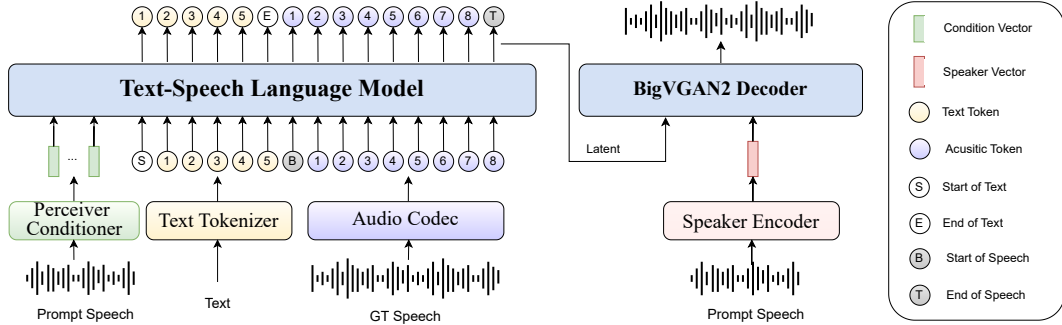 1 2 3 4 5 E 1 2 3 4 5 6 7 8 T
Text-Speech Language Model
BigVGAN2 Decoder
...
S 1 2 3 4 5 B 1 2 3 4 5 6 7 8
Latent
Perceiver
Conditioner
Text Tokenizer
Audio Codec
Speaker Encoder
Prompt Speech
Text
GT Speech
Prompt Speech
Condition Vector
Speaker Vector
Text Token
Acusitic Token
S Start of Text
E End of Text
B Start of Speech
T End of Speech